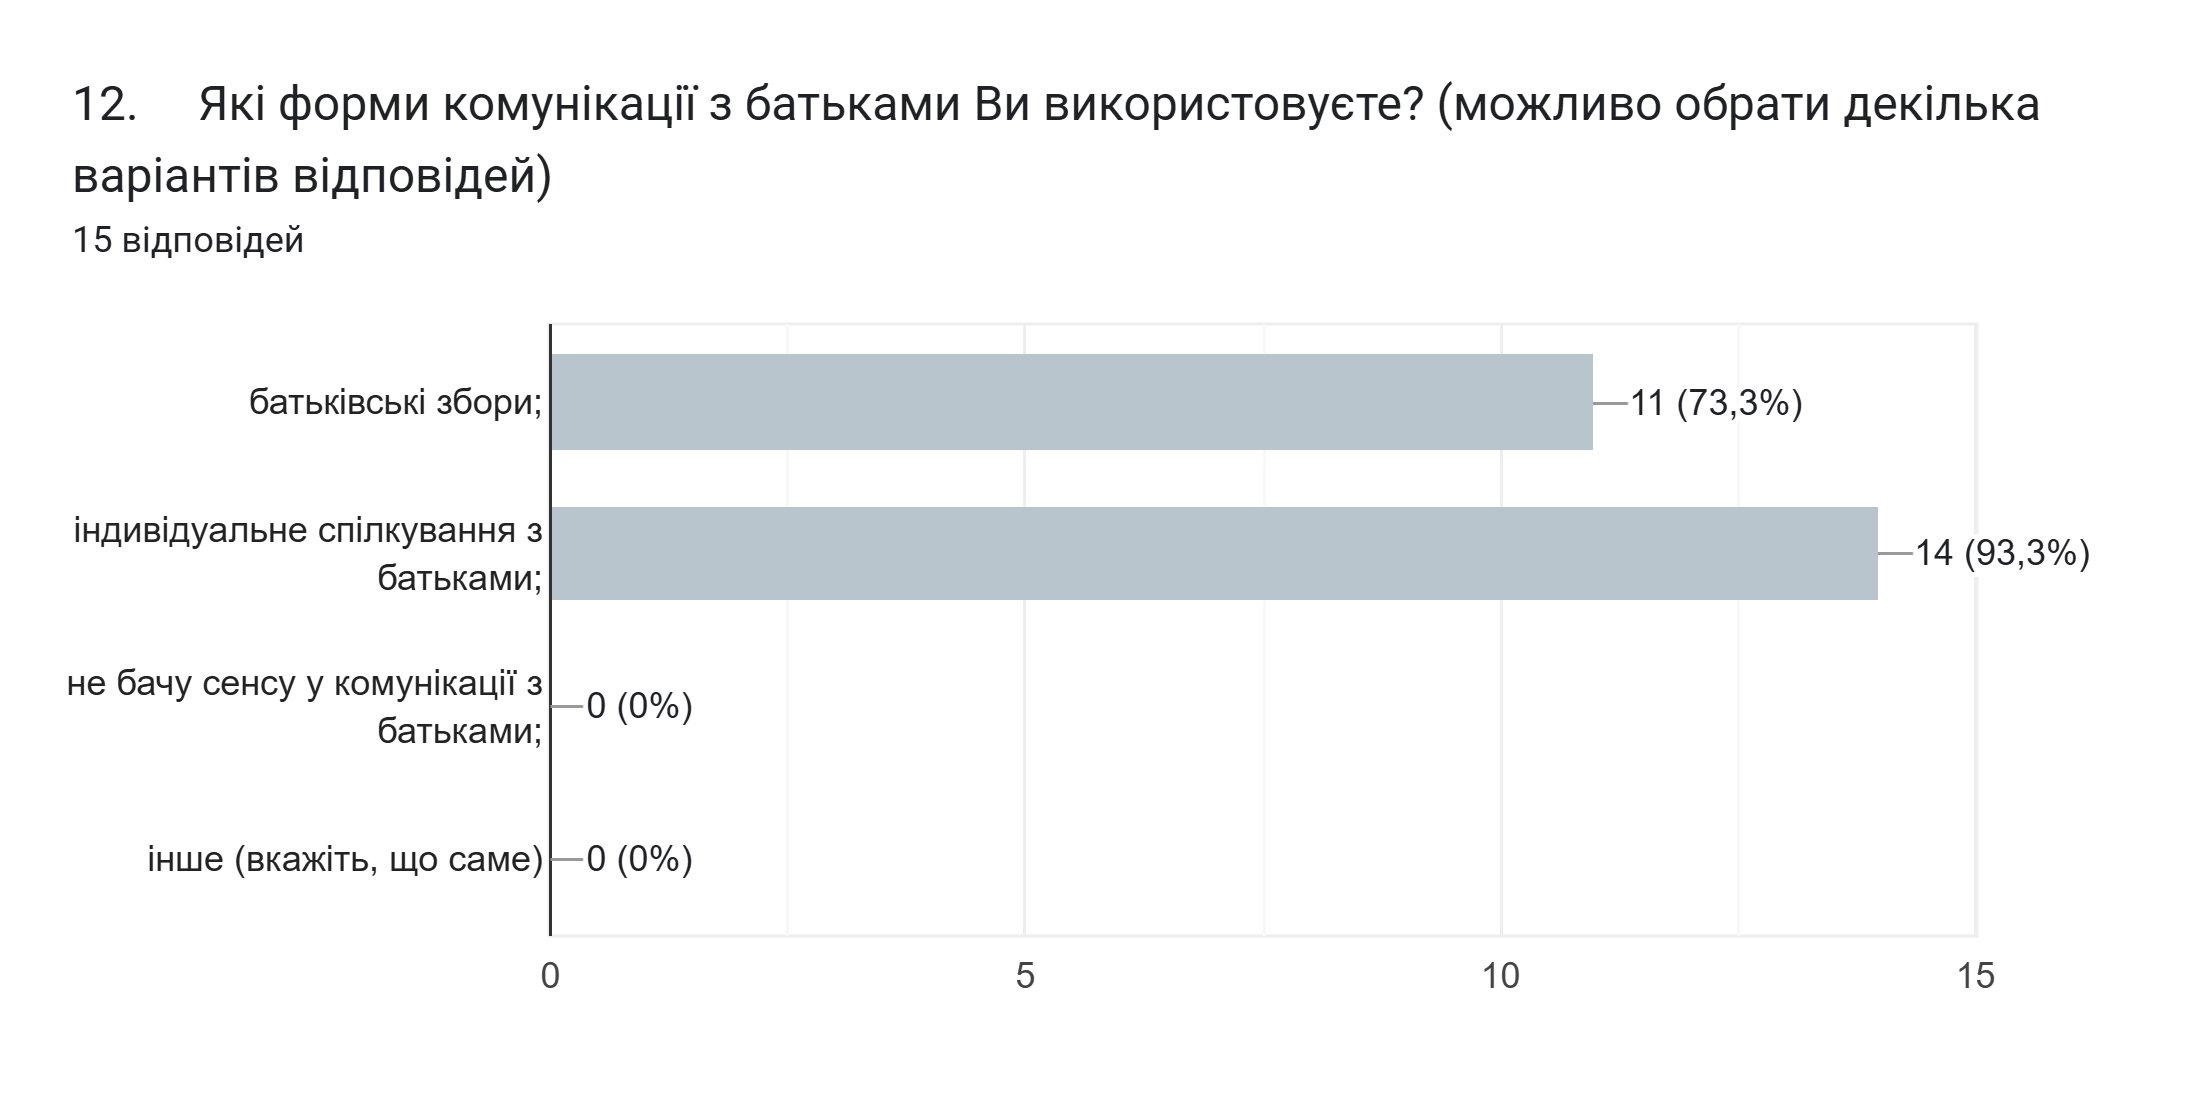 12. Які форми комунікації з батьками Ви використовуєте? (можливо обрати декілька
варіантів відповідей)
15 відповідей
батьківські збори;
11 (73,3%)
індивідуальне спілкування з
батьками;
14 (93,3%)
не бачу сенсу у комунікації з
батьками;
0 (0%)
інше (вкажіть, що саме)
0 (0%)
0 5 10 15